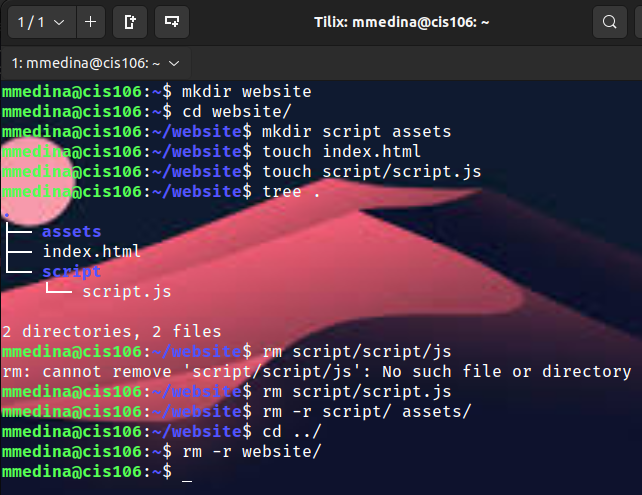 1 / 1
Tilix: mmedina@cis106: ~
1: mmedina@cis106: ~
mmedina@cis106:~$ mkdir website
mmedina@cis106:~$ cd website/
mmedina@cis106:~/website$ mkdir script assets
mmedina@cis106:~/website$ touch index.html
mmedina@cis106:~/website$ touch script/script.js
mmedina@cis106:~/website$ tree .
.
├── assets
├── index.html
└── script
    └── script.js
2 directories, 2 files
mmedina@cis106:~/website$ rm script/script/js
rm: cannot remove 'script/script/js': No such file or directory
mmedina@cis106:~/website$ rm script/script.js
mmedina@cis106:~/website$ rm -r script/ assets/
mmedina@cis106:~/website$ cd ../
mmedina@cis106:~$ rm -r website/
mmedina@cis106:~$ _